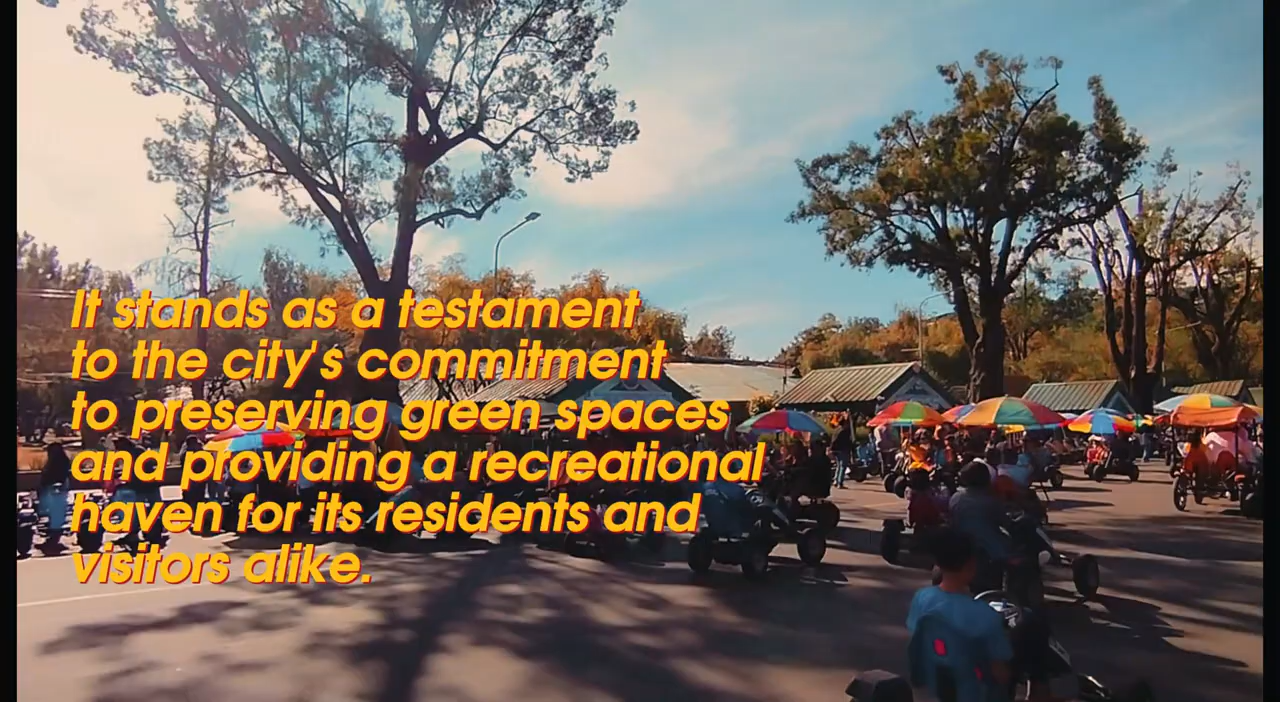 It stands as a testament
to the city's commitment
to preserving green spaces
and providing a recreational
haven for its residents and
visitors alike.